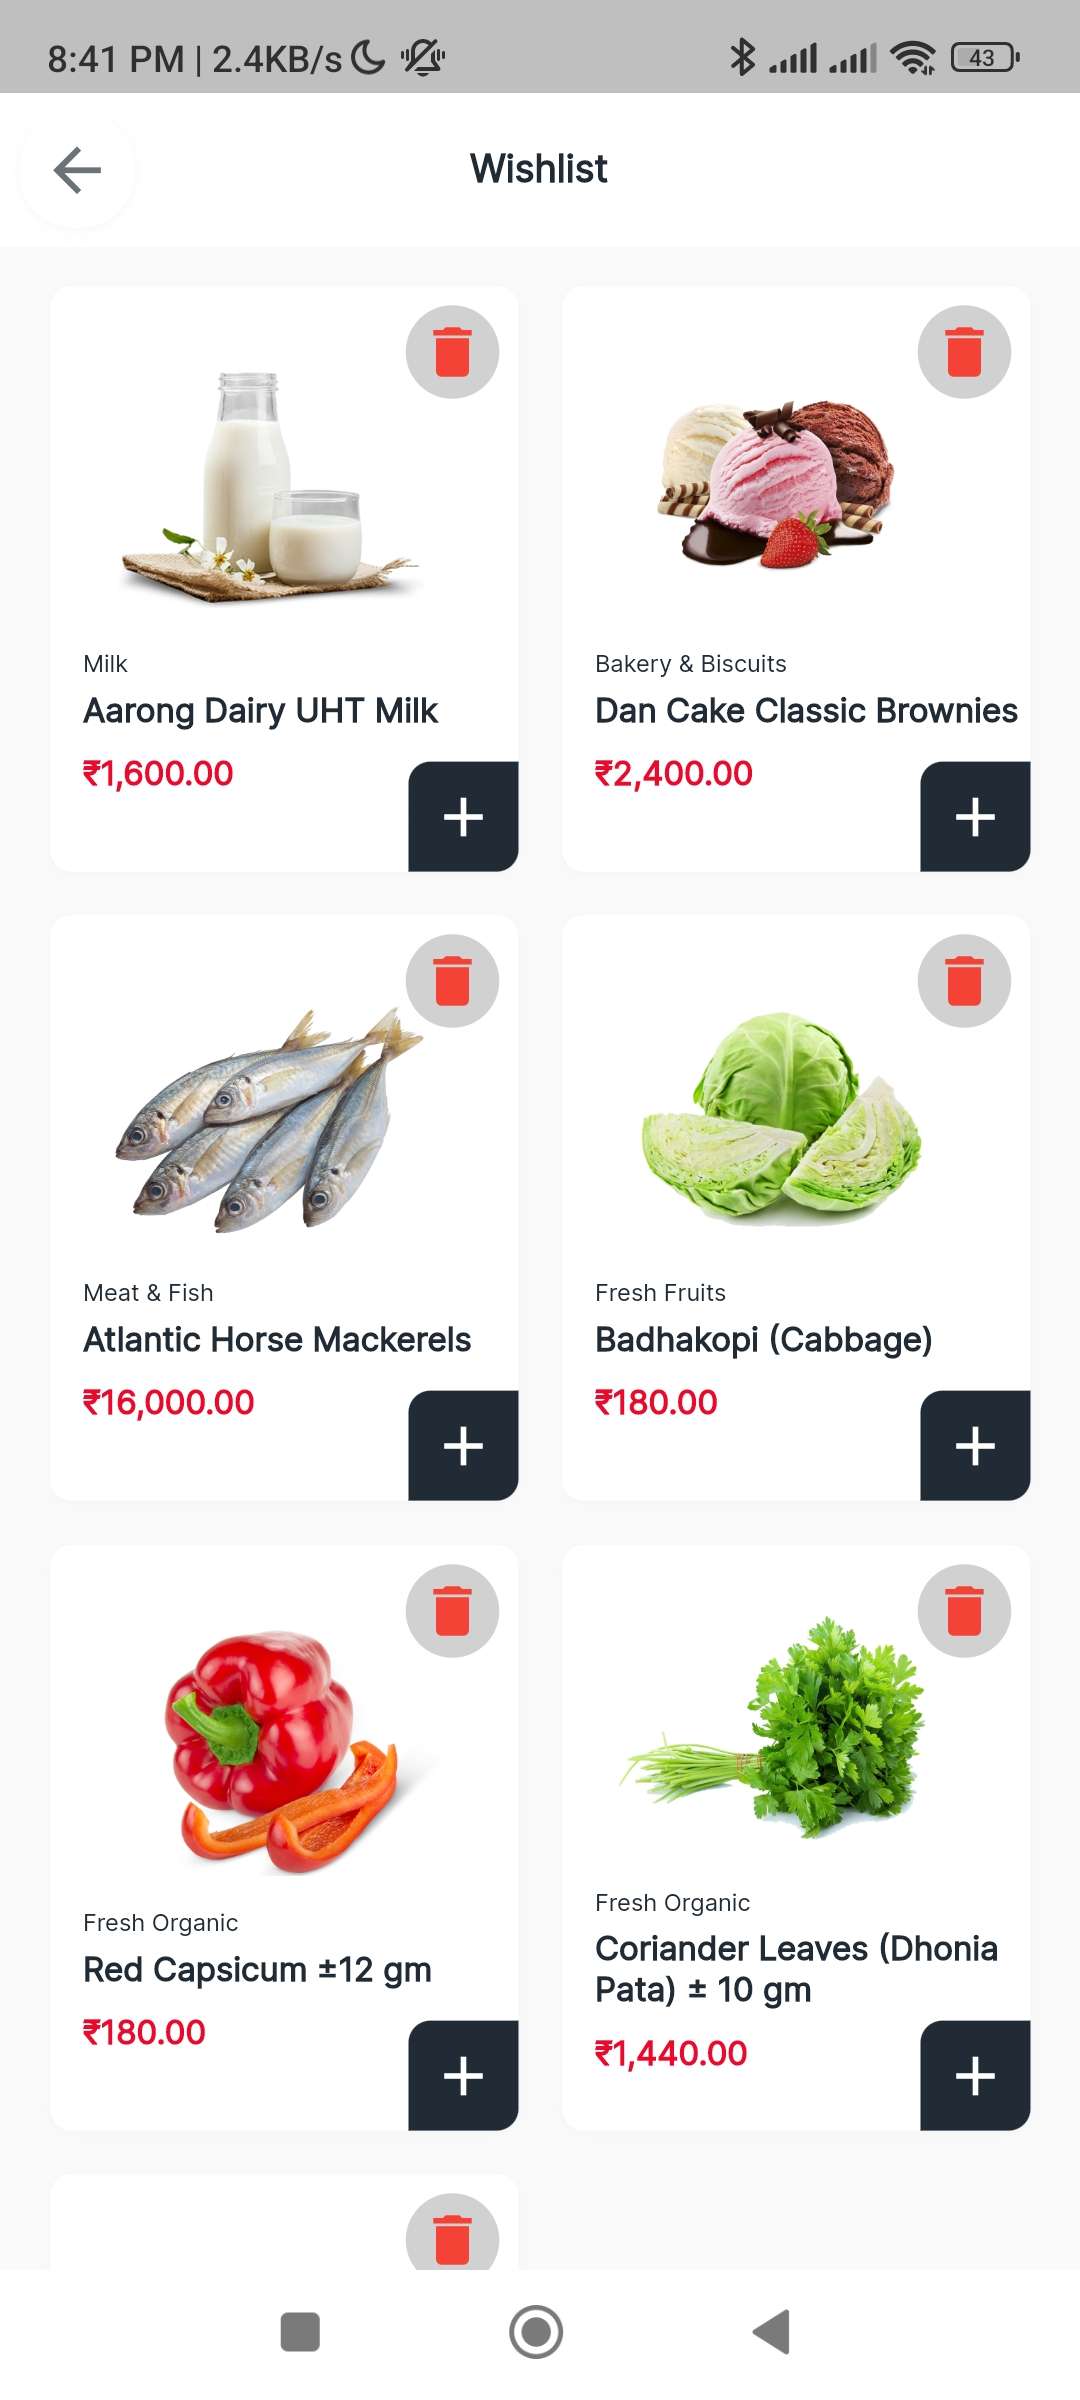 8:41 PM | 2.4KB/s
43
Wishlist
Milk
Aarong Dairy UHT Milk
₹1,600.00
Bakery & Biscuits
Dan Cake Classic Brownies
₹2,400.00
Meat & Fish
Atlantic Horse Mackerels
₹16,000.00
Fresh Fruits
Badhakopi (Cabbage)
₹180.00
Fresh Organic
Red Capsicum ±12 gm
₹180.00
Fresh Organic
Coriander Leaves (Dhonia
Pata) ± 10 gm
₹1,440.00